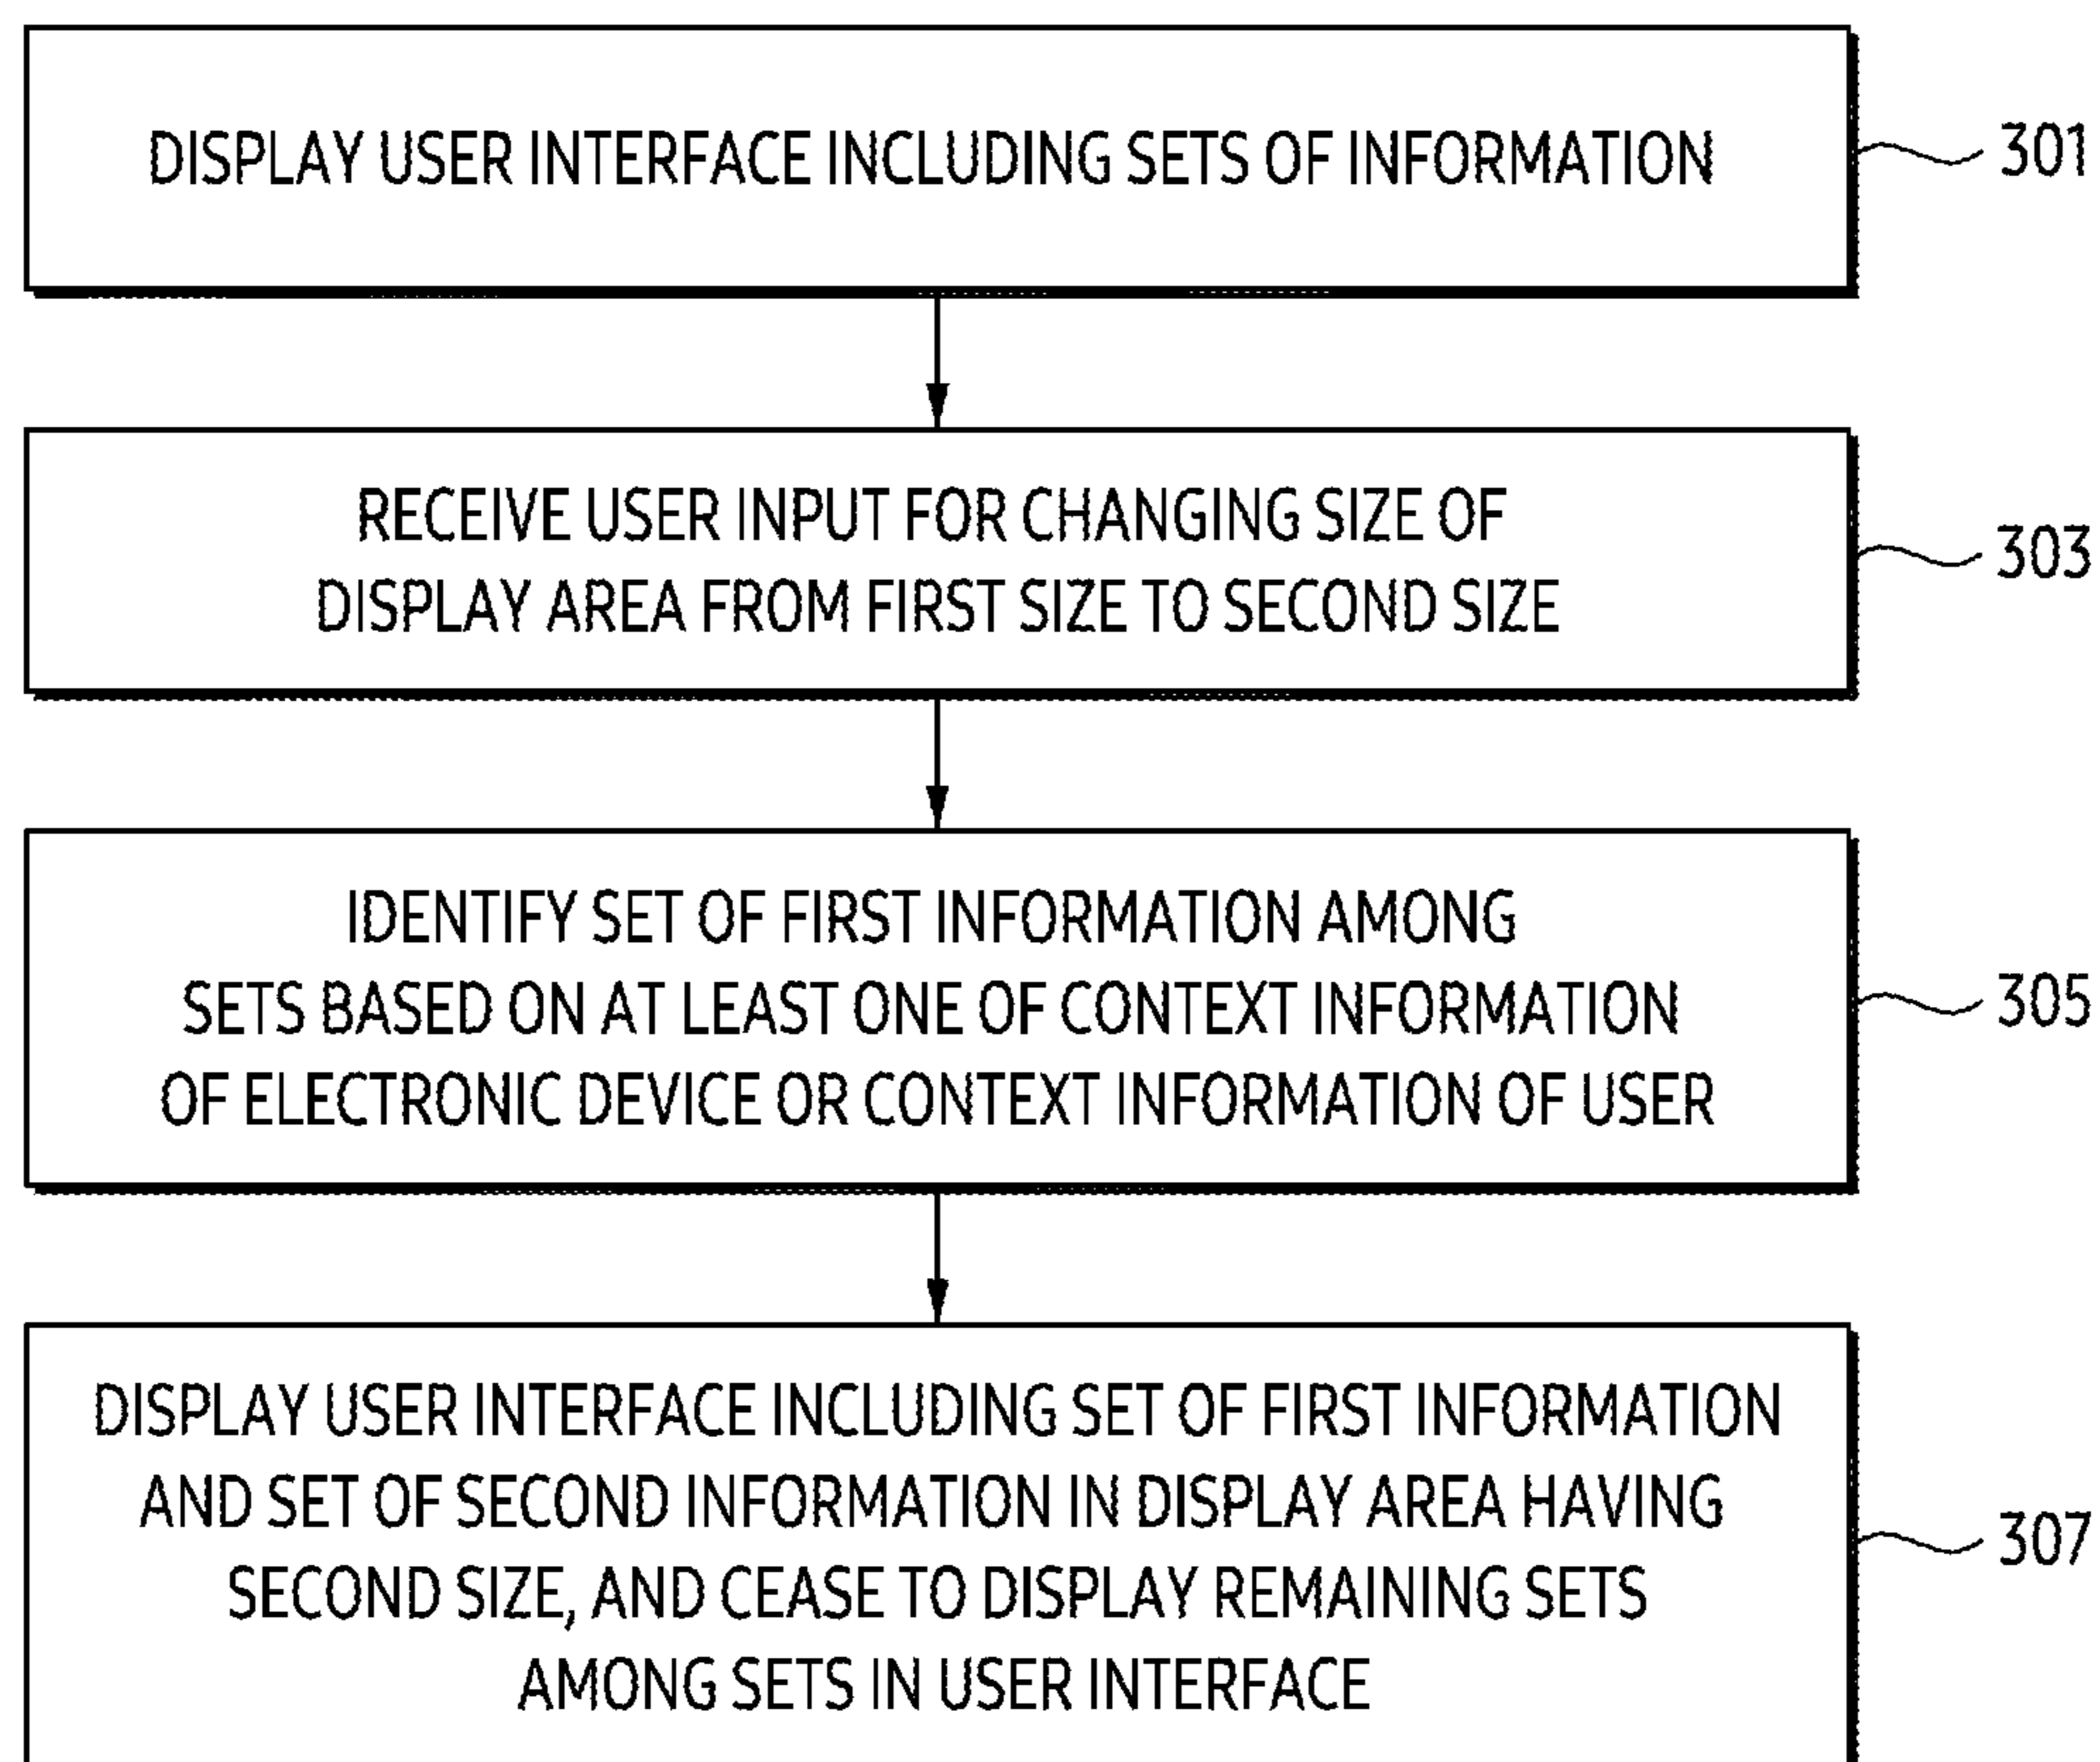 DISPLAY USER INTERFACE INCLUDING SETS OF INFORMATION
301
RECEIVE USER INPUT FOR CHANGING SIZE OF
DISPLAY AREA FROM FIRST SIZE TO SECOND SIZE
303
IDENTIFY SET OF FIRST INFORMATION AMONG
SETS BASED ON AT LEAST ONE OF CONTEXT INFORMATION
OF ELECTRONIC DEVICE OR CONTEXT INFORMATION OF USER
305
DISPLAY USER INTERFACE INCLUDING SET OF FIRST INFORMATION
AND SET OF SECOND INFORMATION IN DISPLAY AREA HAVING
SECOND SIZE, AND CEASE TO DISPLAY REMAINING SETS
AMONG SETS IN USER INTERFACE
307